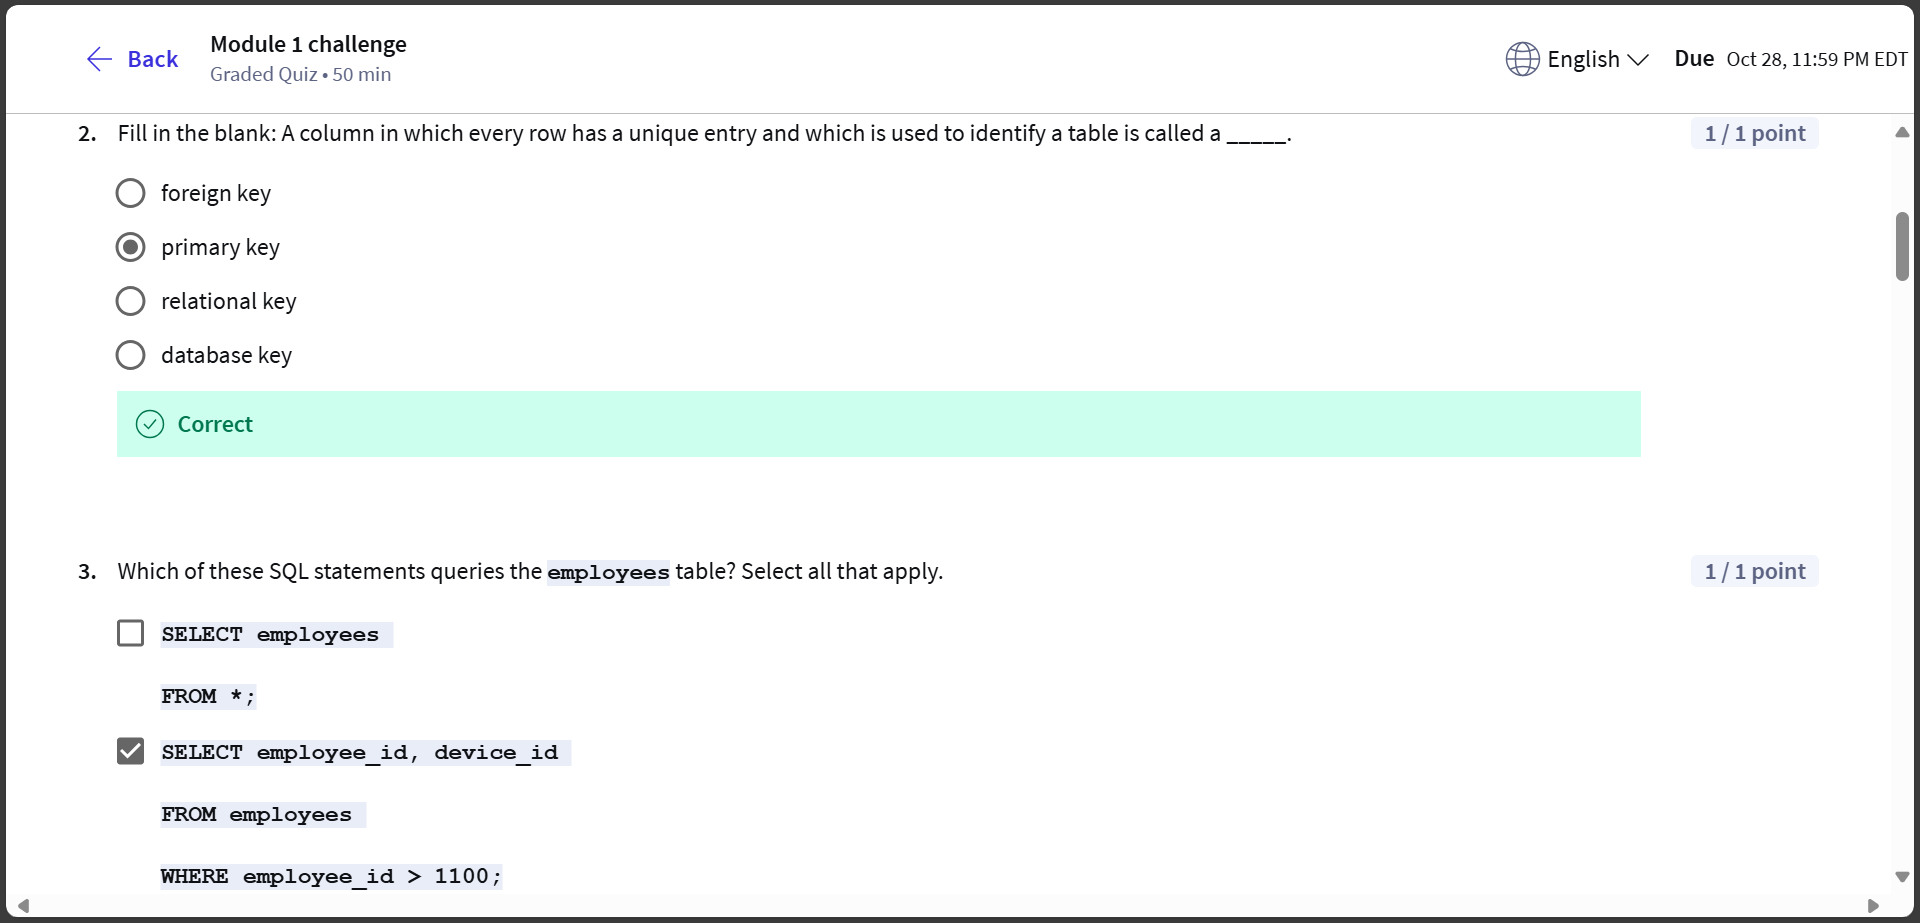 Back
Module 1 challenge
Graded Quiz • 50 min
English
Due Oct 28, 11:59 PM EDT
2. Fill in the blank: A column in which every row has a unique entry and which is used to identify a table is called a _____.
1 / 1 point
foreign key
primary key
relational key
database key
Correct
3. Which of these SQL statements queries the employees table? Select all that apply.
1 / 1 point
SELECT employees
FROM *;
SELECT employee_id, device_id
FROM employees
WHERE employee_id > 1100;